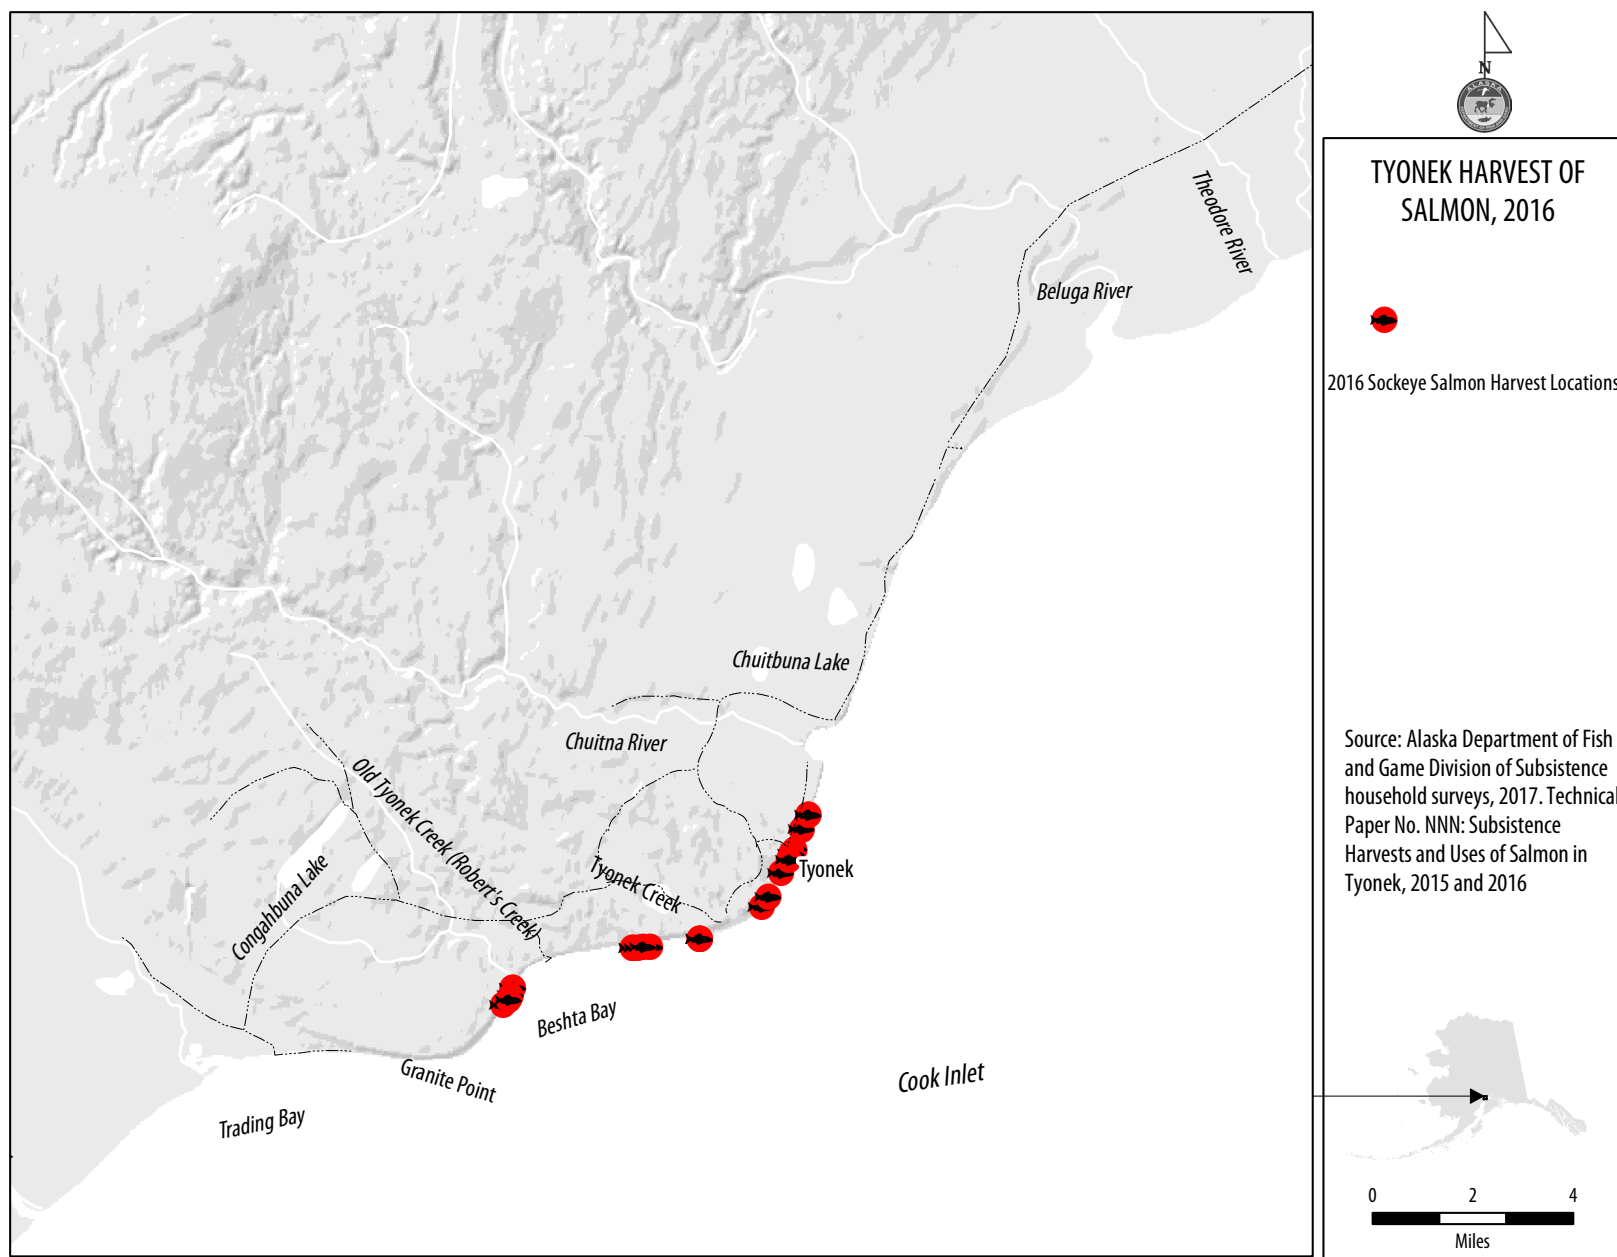 N
ALASKA
TYONEK HARVEST OF
SALMON, 2016
2016 Sockeye Salmon Harvest Locations
Source: Alaska Department of Fish
and Game Division of Subsistence
household surveys, 2017. Technical
Paper No. NNN: Subsistence
Harvests and Uses of Salmon in
Tyonek, 2015 and 2016
0 2 4
Miles
Theodore River
Beluga River
Chuitbuna Lake
Chuitna River
Old Tyonek Creek (Robert's Creek)
Tyonek Creek
Tyonek
Congahbuna Lake
Beshta Bay
Granite Point
Cook Inlet
Trading Bay